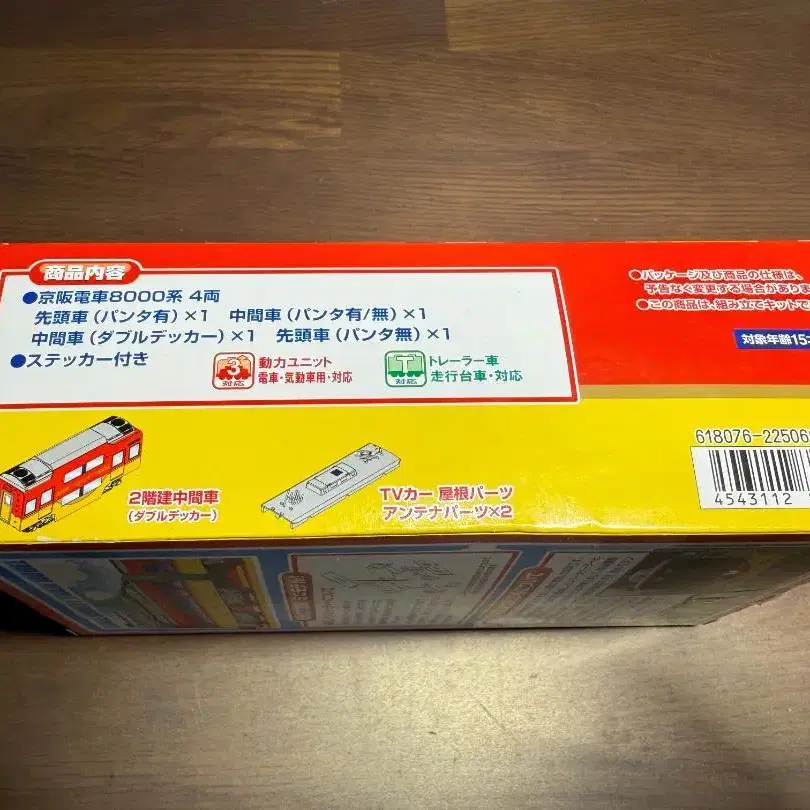 商品内容
●京阪電車8000系 4両
先頭車(パンタ有)×1 中間車(パンタ有/無)×1
中間車(ダブルデッカー)×1 先頭車(パンタ無)×1
●ステッカー付き
3 対応 動力ユニット
電車・気動車用・対応
T 対応 トレーラー車
走行台車・対応
●パッケージ及び商品の仕様は、
予告なく変更する場合があります
●この商品は、組み立てキットで
対象年齢15
2階建中間車
(ダブルデッカー)
TVカー 屋根パーツ
アンテナパーツ×2
618076-22506
4543112